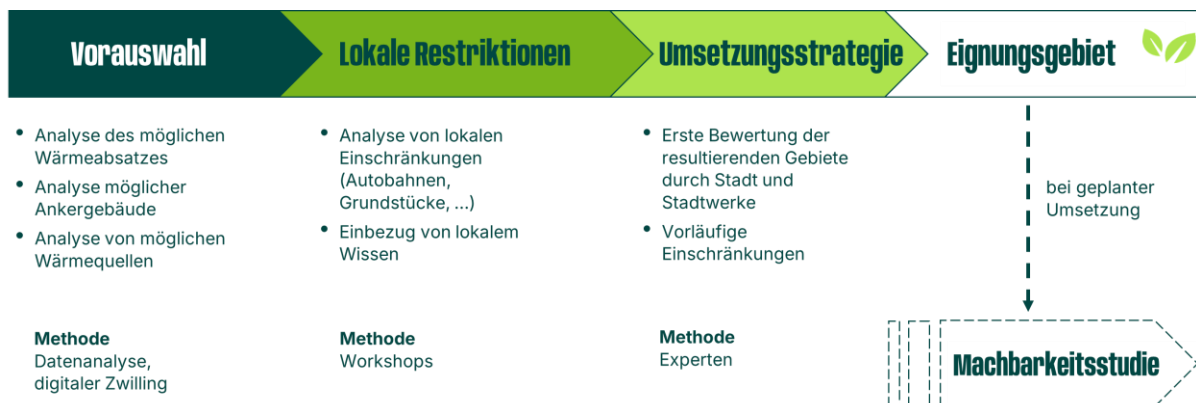 Vorauswahl
Lokale Restriktionen
Umsetzungsstrategie
Eignungsgebiet
• Analyse des möglichen
Wärmeabsatzes
• Analyse möglicher
Ankergebäude
• Analyse von möglichen
Wärmequellen
Methode
Datenanalyse,
digitaler Zwilling
• Analyse von lokalen
Einschränkungen
(Autobahnen,
Grundstücke, ...)
• Einbezug von lokalem
Wissen
Methode
Workshops
• Erste Bewertung der
resultierenden Gebiete
durch Stadt und
Stadtwerke
• Vorläufige
Einschränkungen
Methode
Experten
bei geplanter
Umsetzung
Machbarkeitsstudie